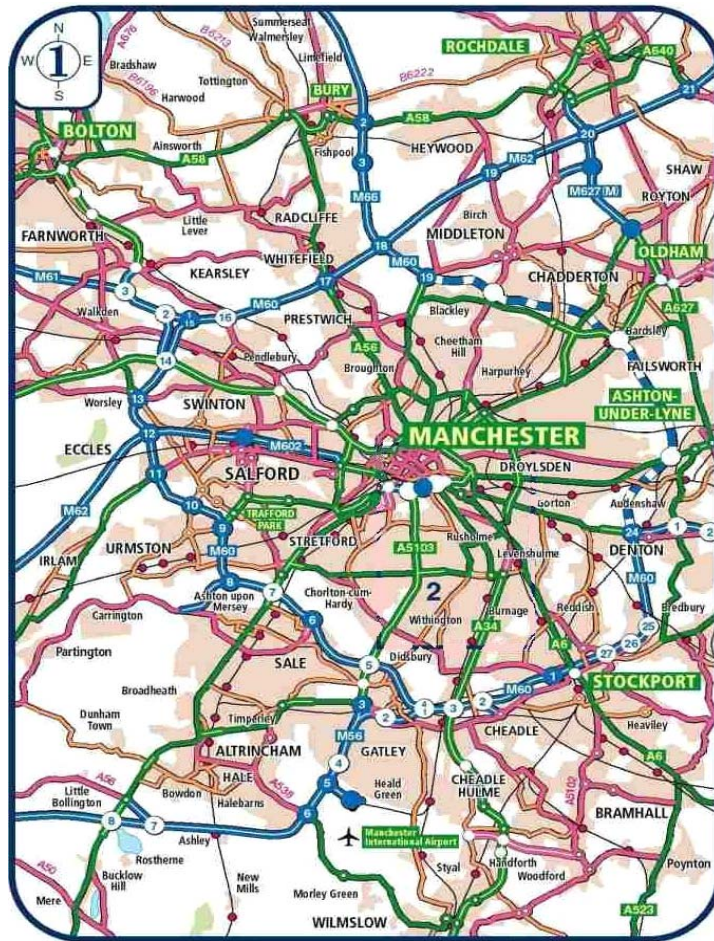 N
W 1 E
S
A676
B6213
Summerseat
Walmersley
Limefield
ROCHDALE
A640
Bradshaw
Tottington
B6222
B6196
Harwood
BURY
21
BOLTON
Ainsworth
A58
2
A58
20
Fishpool
3
HEYWOOD
M62
SHAW
19
M66
M627(M)
ROYTON
Little
Lever
RADCLIFFE
Birch
FARNWORTH
18
MIDDLETON
WHITEFIELD
OLDHAM
M61
KEARSLEY
M60
CHADDERTON
3
17
19
A627
Walkden
2
1
15
16
M60
PRESTWICH
Blackley
Bardsley
14
Pendlebury
A56
Cheetham
Hill
FAILSWORTH
Broughton
Harpurhey
13
Worsley
SWINTON
ASHTON-
UNDER-LYNE
12
MANCHESTER
ECCLES
M602
DROYLSDEN
11
SALFORD
M62
10
Gorton
Audenshaw
TRAFFORD
PARK
9
24
1
2
URMSTON
STRETFORD
A5103
Rusholme
DENTON
IRLAM
M60
Levenshulme
8
7
2
M60
Ashton upon
Mersey
Chorlton-cum-
Hardy
Burnage
Reddish
Bredbury
Carrington
6
Withington
A34
25
Partington
A6
26
27
SALE
5
Didsbury
M60
1
STOCKPORT
Broadheath
4
1
3
2
3
2
Dunham
Town
Timperley
CHEADLE
Heaviley
M56
ALTRINCHAM
GATLEY
A6
4
HALE
A56
A538
5
Heald
Green
CHEADLE
HULME
A5102
Little
Bollington
Bowdon
Halebarns
6
BRAMHALL
8
7
Ashley
Manchester
International Airport
Rostherne
Styal
Handforth
Poynton
A50
Bucklow
Hill
New
Mills
Woodford
Morley Green
Mere
WILMSLOW
A523